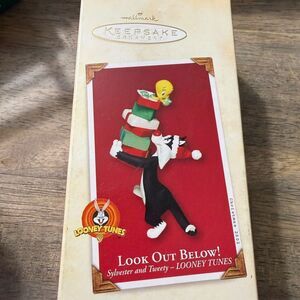 Hallmark
KEEPSAKE
ORNAMENT
LOONEY TUNES
LOOK OUT BELOW!
Sylvester and Tweety – LOONEY TUNES